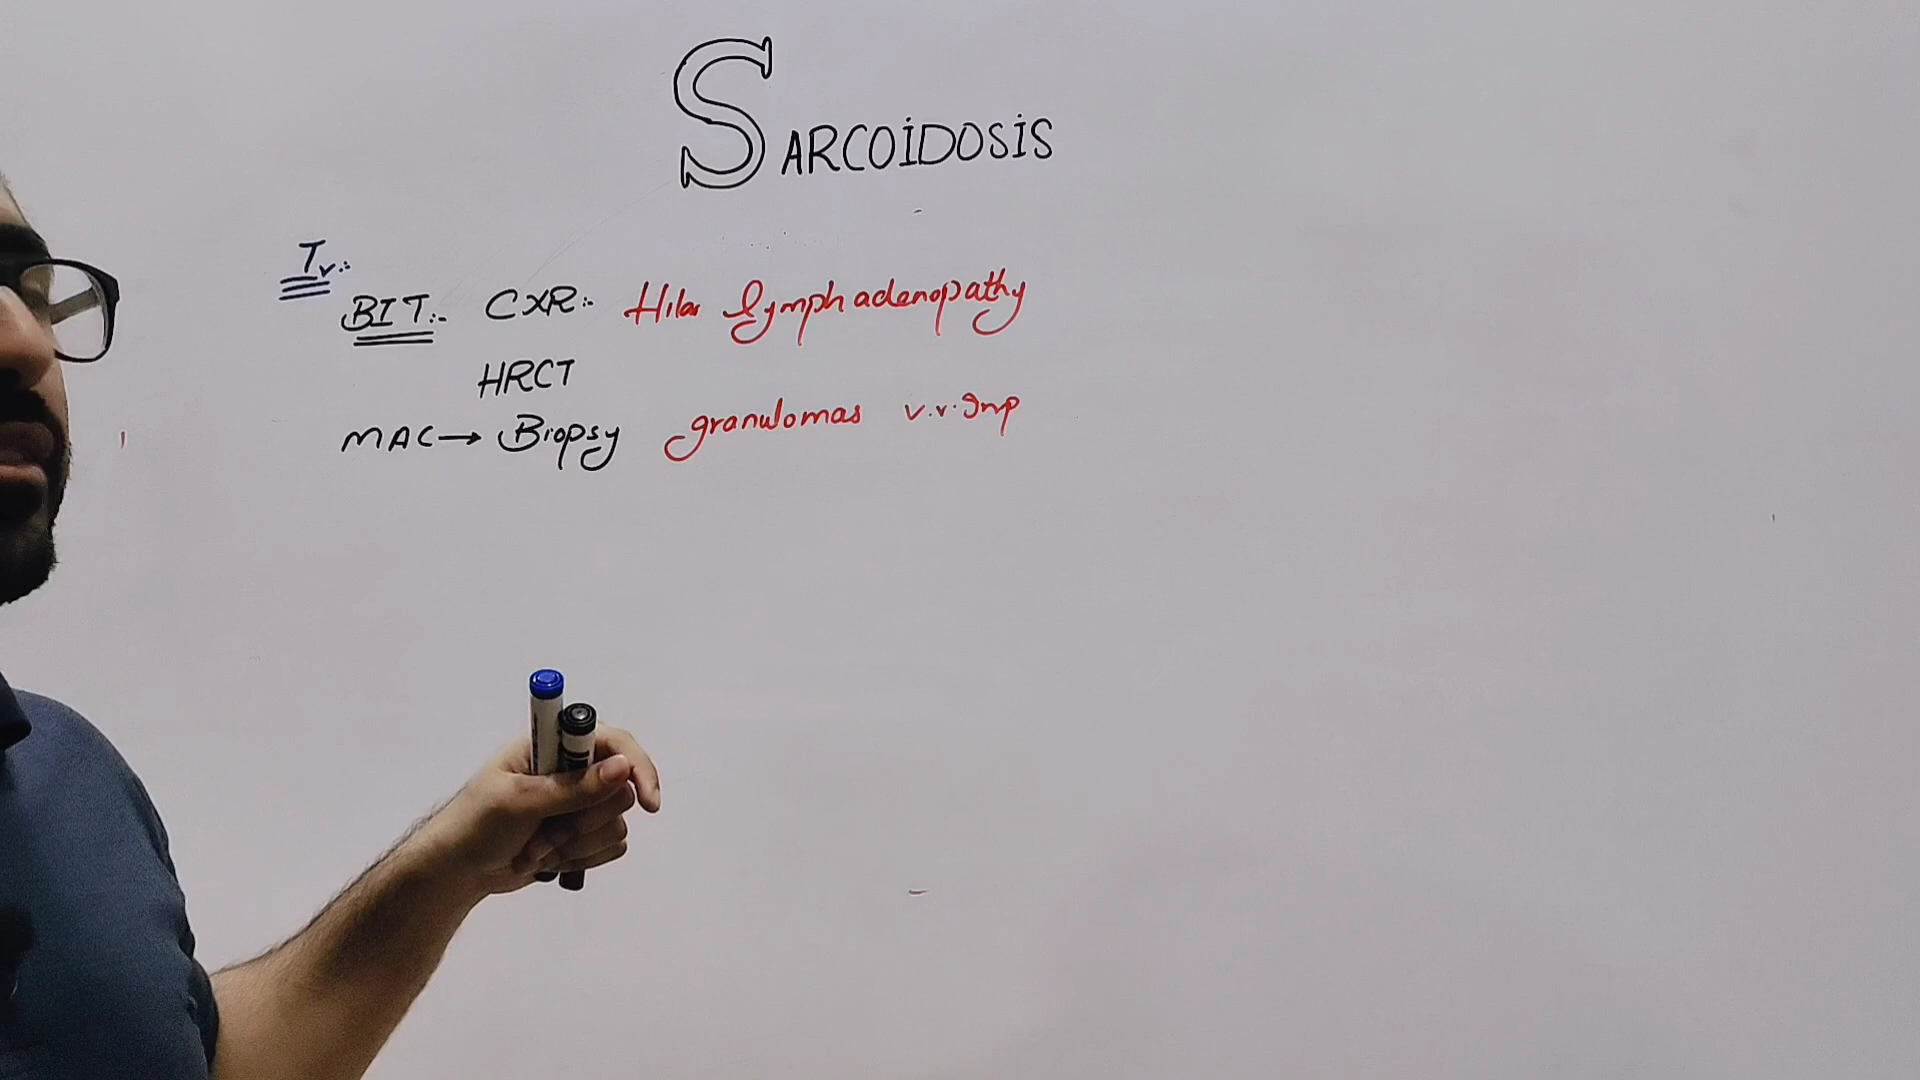 SARCOIDOSIS
Tv:-
BIT:- CXR:- Hilar lymphadenopathy
HRCT
MAC→ Biopsy granulomas v.v.Imp